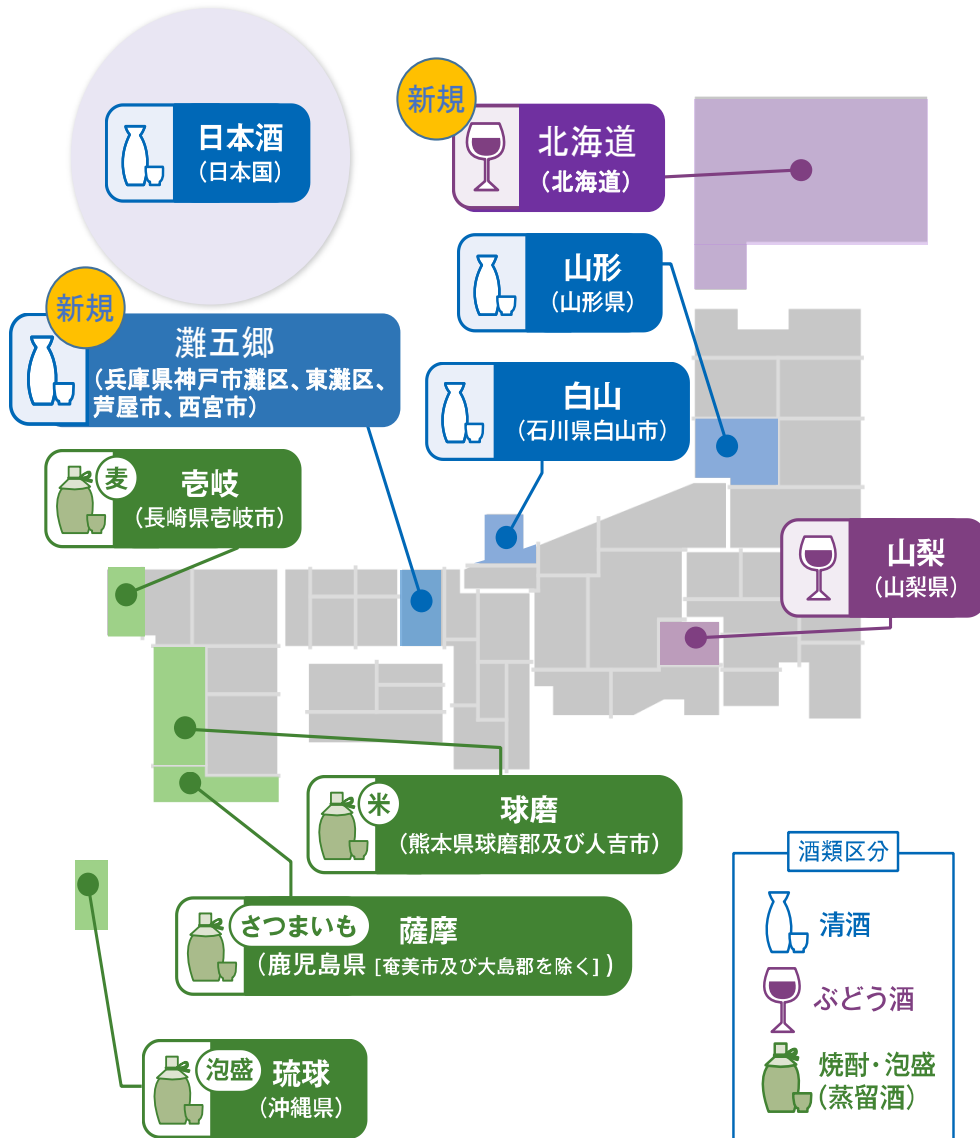 日本酒
(日本国)
新規
北海道
(北海道)
山形
(山形県)
新規
灘五郷
(兵庫県神戸市灘区、東灘区、
芦屋市、西宮市)
白山
(石川県白山市)
麦
壱岐
(長崎県壱岐市)
山梨
(山梨県)
米
球磨
(熊本県球磨郡及び人吉市)
さつまいも
薩摩
(鹿児島県 [奄美市及び大島郡を除く] )
泡盛
琉球
(沖縄県)
酒類区分
清酒
ぶどう酒
焼酎・泡盛
(蒸留酒)